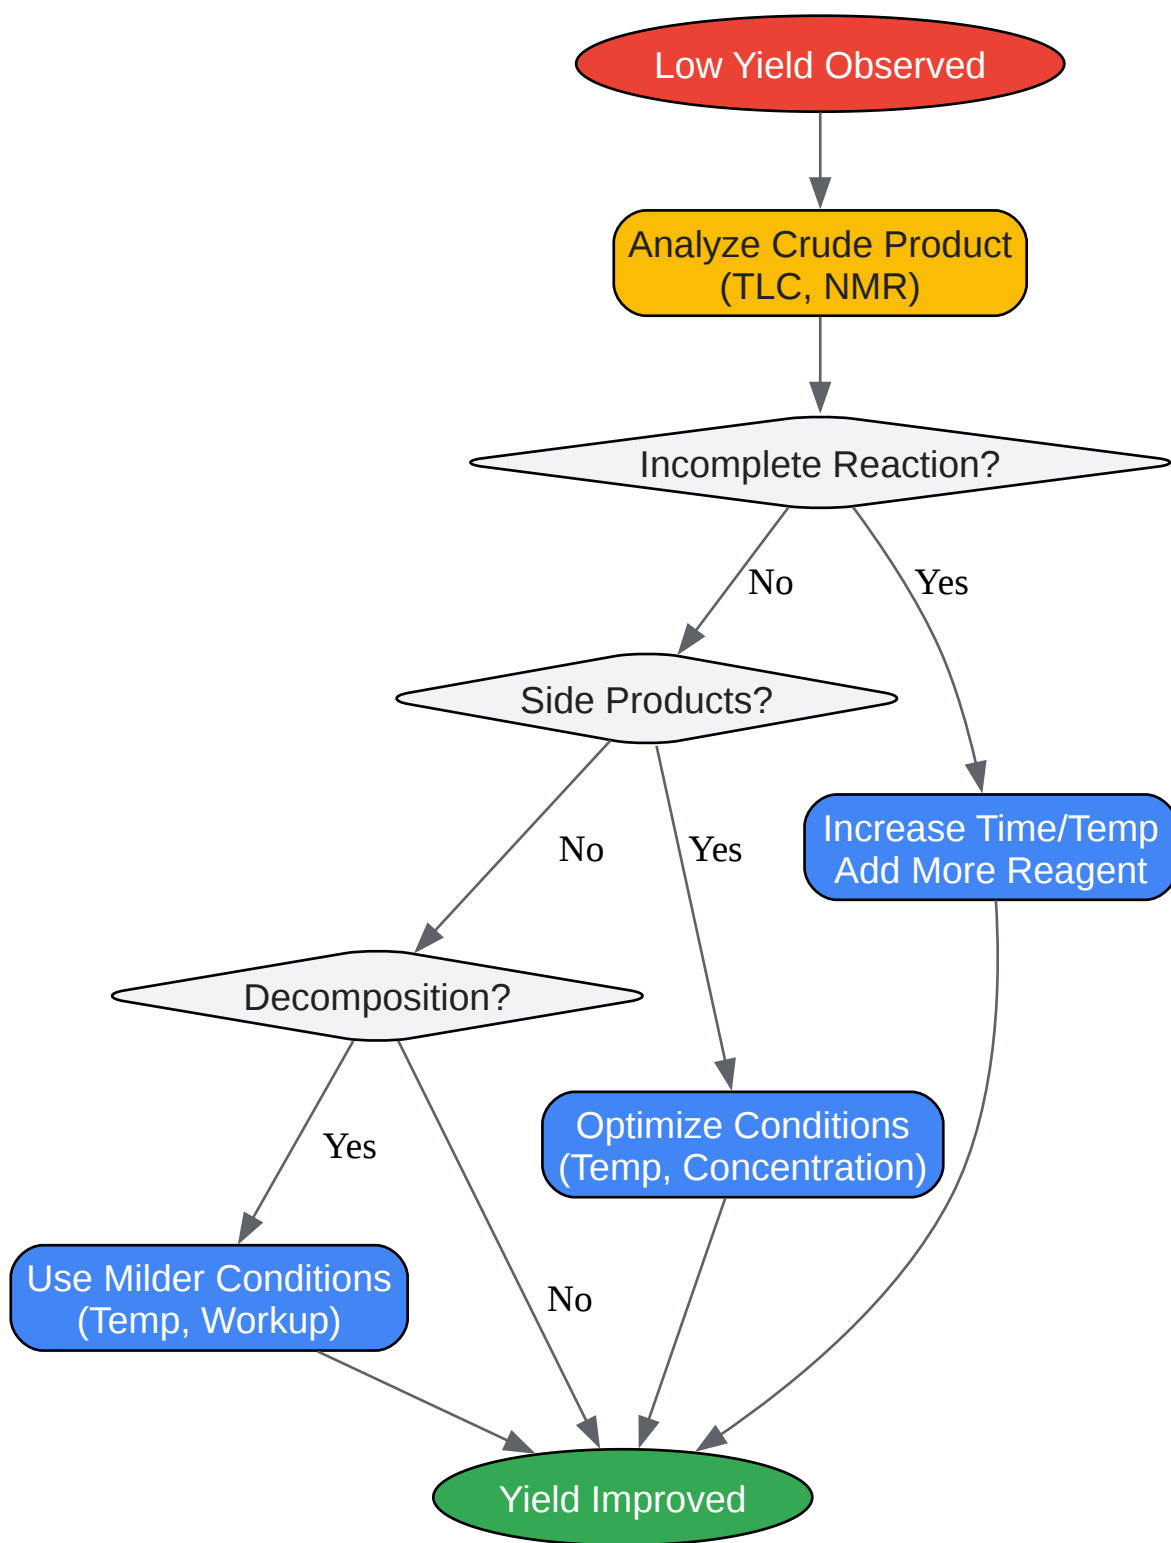 Low Yield Observed
Analyze Crude Product
(TLC, NMR)
Incomplete Reaction?
No
Yes
Side Products?
Increase Time/Temp
Add More Reagent
No
Yes
Decomposition?
Optimize Conditions
(Temp, Concentration)
Yes
Use Milder Conditions
(Temp, Workup)
No
Yield Improved